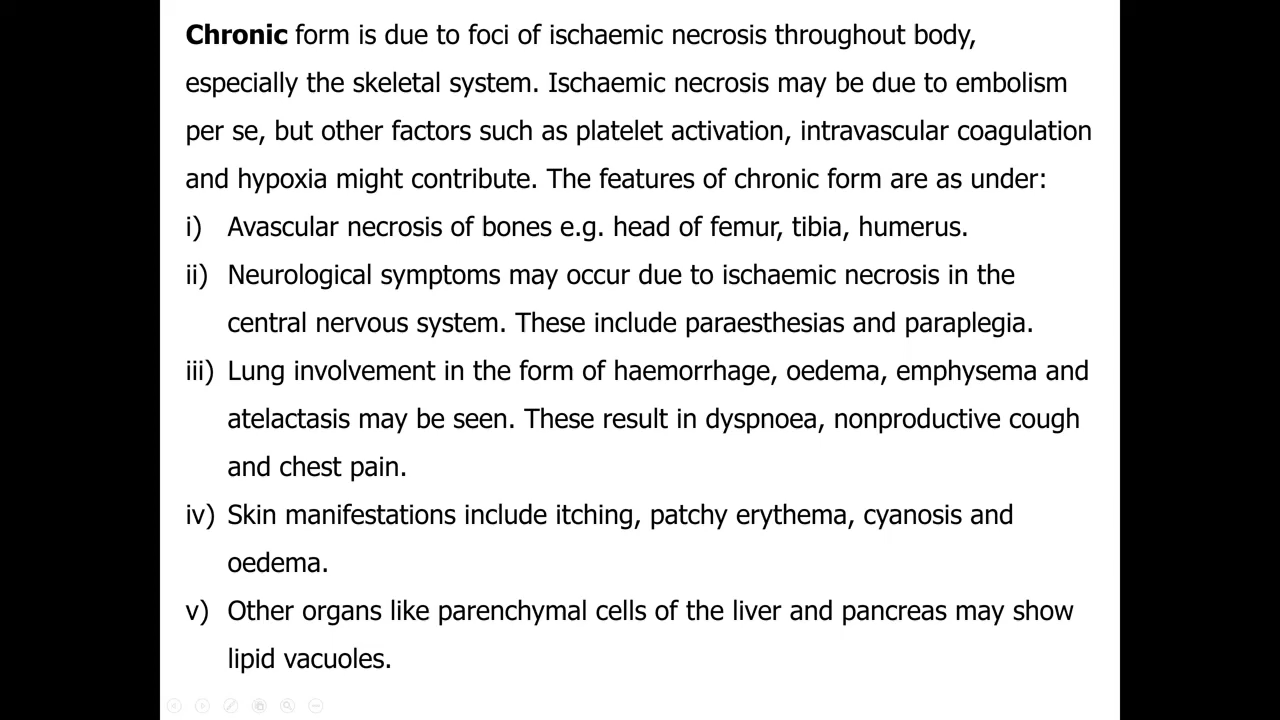 Chronic form is due to foci of ischaemic necrosis throughout body,
especially the skeletal system. Ischaemic necrosis may be due to embolism
per se, but other factors such as platelet activation, intravascular coagulation
and hypoxia might contribute. The features of chronic form are as under:
i) Avascular necrosis of bones e.g. head of femur, tibia, humerus.
ii) Neurological symptoms may occur due to ischaemic necrosis in the
central nervous system. These include paraesthesias and paraplegia.
iii) Lung involvement in the form of haemorrhage, oedema, emphysema and
atelactasis may be seen. These result in dyspnoea, nonproductive cough
and chest pain.
iv) Skin manifestations include itching, patchy erythema, cyanosis and
oedema.
v) Other organs like parenchymal cells of the liver and pancreas may show
lipid vacuoles.